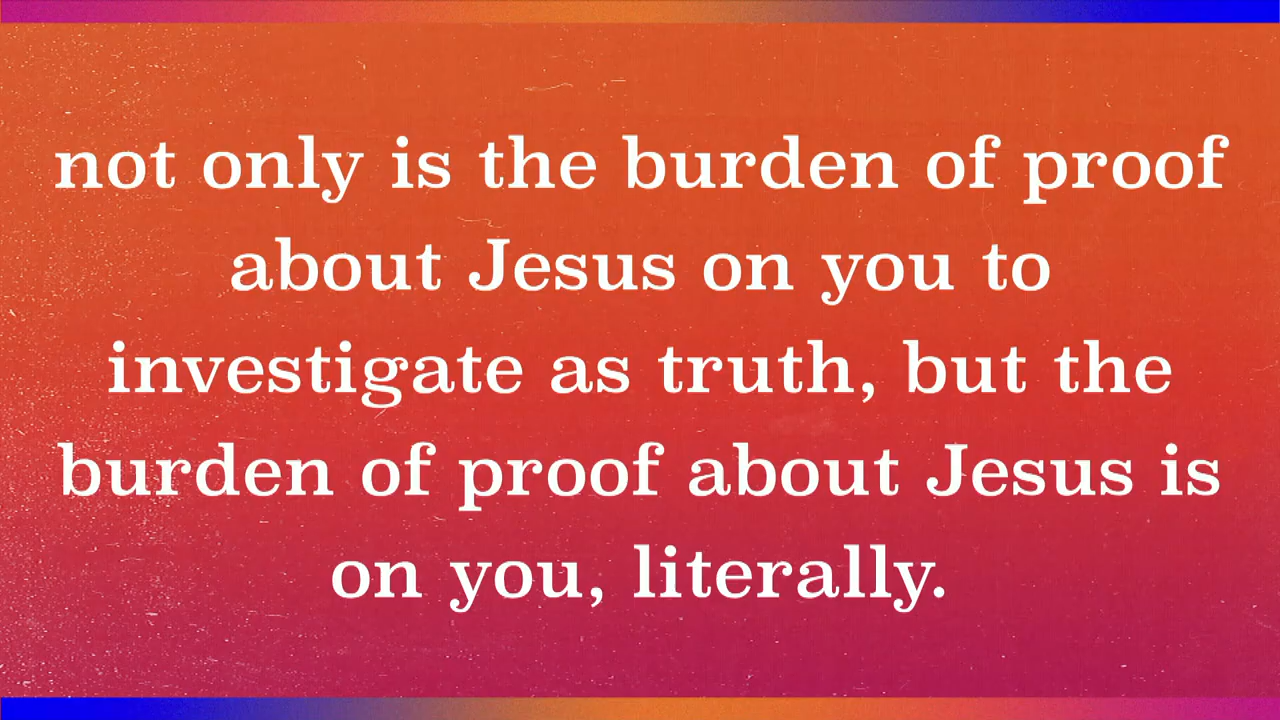 not only is the burden of proof
about Jesus on you to
investigate as truth, but the
burden of proof about Jesus is
on you, literally.